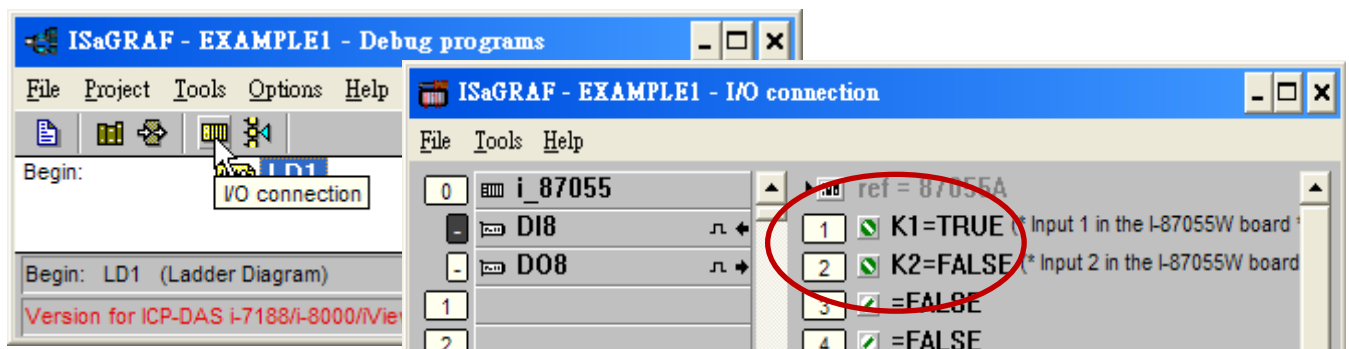 ISaGRAF - EXAMPLE1 - Debug programs
File Project Tools Options Help
Begin:
LD1
I/O connection
Begin: LD1 (Ladder Diagram)
Version for ICP-DAS i-7188/i-8000/iVie
ISaGRAF - EXAMPLE1 - I/O connection
File Tools Help
0 i_87055
- DI8
- DO8
1
2
ref = 87055A
1 K1=TRUE (* Input 1 in the I-87055W board *
2 K2=FALSE (* Input 2 in the I-87055W board
3 =FALSE
4 =FALSE